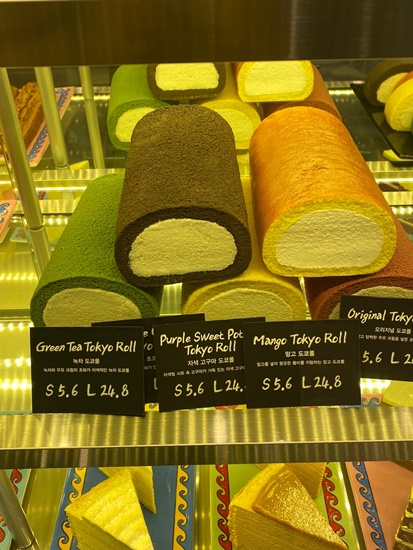 Green Tea Tokyo Roll
녹차 도쿄롤
S 5.6 L 24.8
Purple Sweet Pot
Tokyo Roll
자색 고구마 도쿄롤
S 5.6 L 24.
Mango Tokyo Roll
망고 도쿄롤
S 5.6 L 24.8
Original Tokyo
오리지널 도쿄롤
5.6 L 2